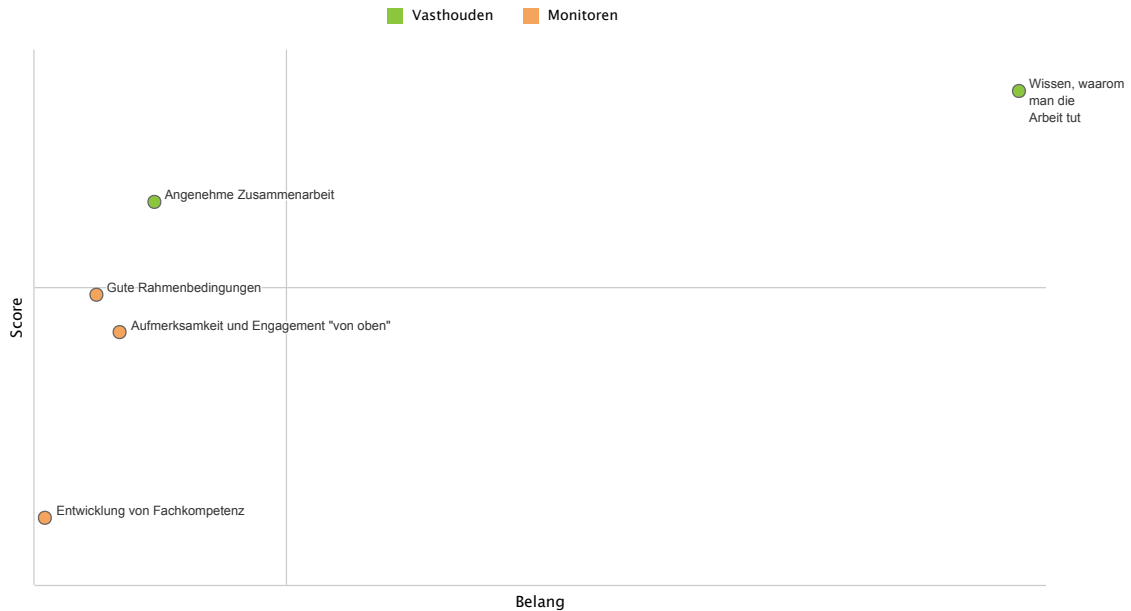 Vasthouden
Monitoren
Wissen, waarom
man die
Arbeit tut
Angenehme Zusammenarbeit
Gute Rahmenbedingungen
Aufmerksamkeit und Engagement "von oben"
Score
Entwicklung von Fachkompetenz
Belang